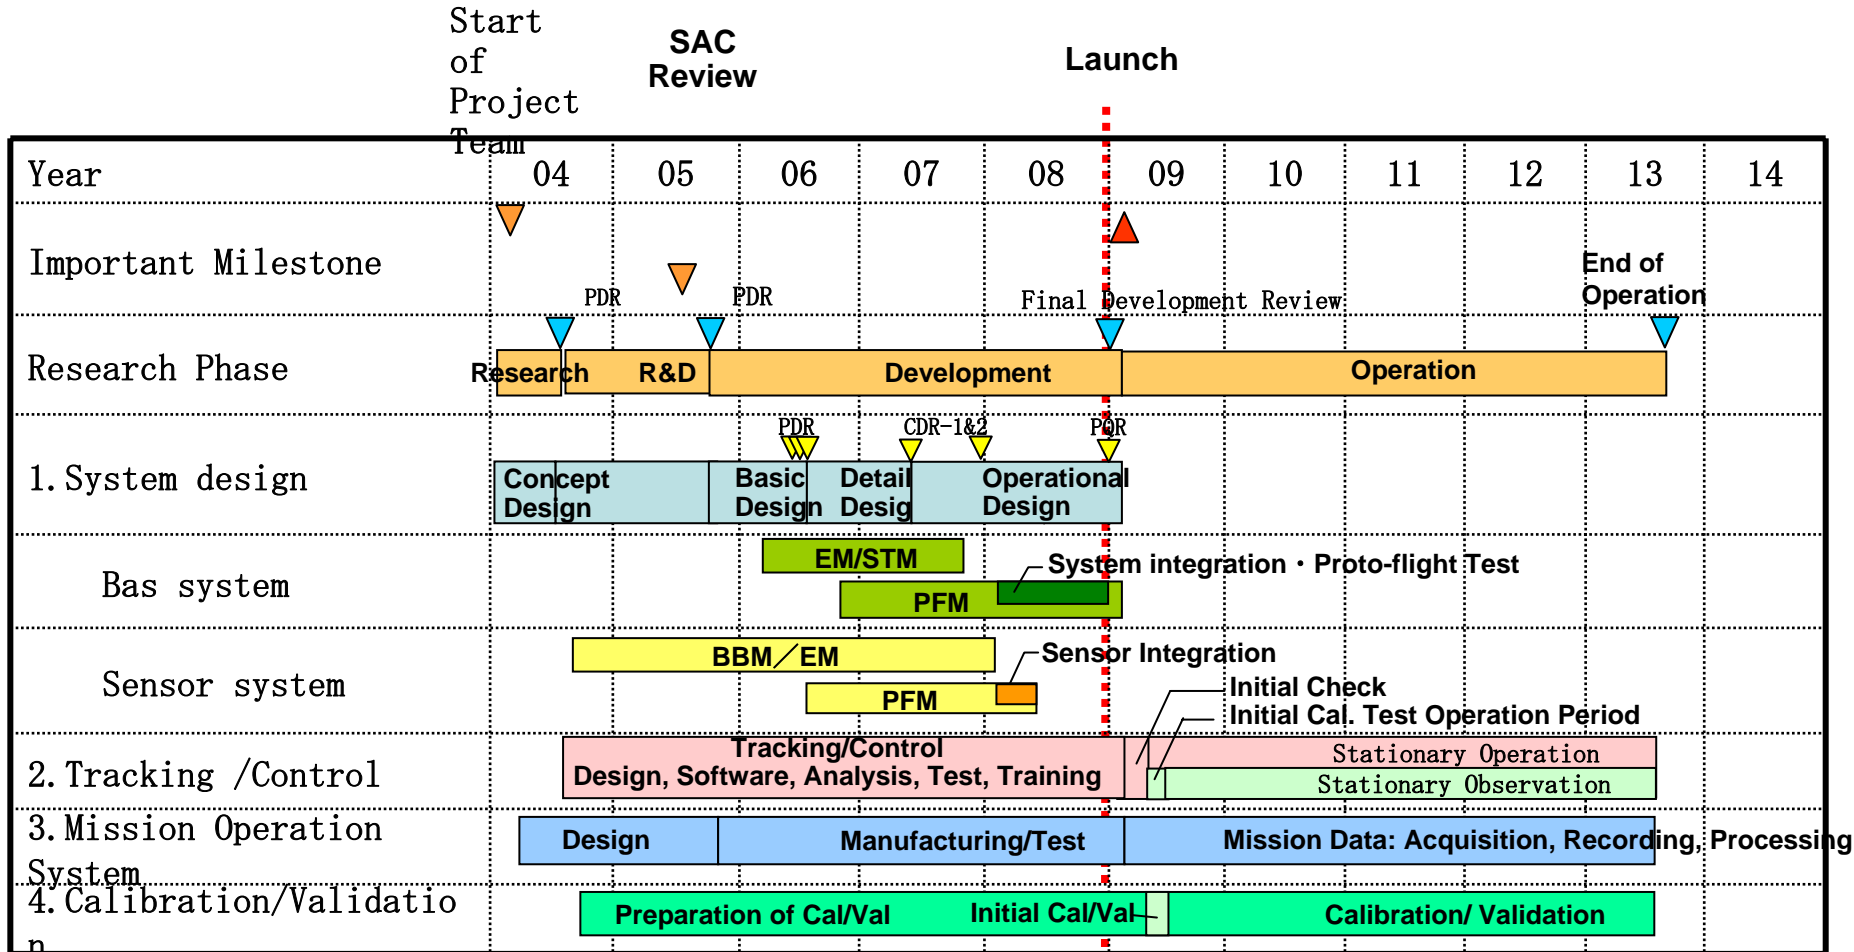 Start
of
Project
Team
SAC
Review
Launch
Year 04 05 06 07 08 09 10 11 12 13 14
Important Milestone
PDR PDR Final Development Review
End of
Operation
Research Phase
Research R&D Development Operation
PDR CDR-1&2 PQR
1.System design
Concept
Design
Basic
Design
Detail
Desig
Operational
Design
Bas system
EM/STM
System integration・Proto-flight Test
PFM
Sensor system
BBM／EM
Sensor Integration
PFM
Initial Check
Initial Cal. Test Operation Period
2.Tracking /Control
Tracking/Control
Design, Software, Analysis, Test, Training
Stationary Operation
Stationary Observation
3.Mission Operation
System
Design Manufacturing/Test Mission Data: Acquisition, Recording, Processing
4.Calibration/Validatio
n
Preparation of Cal/Val Initial Cal/Val Calibration/ Validation